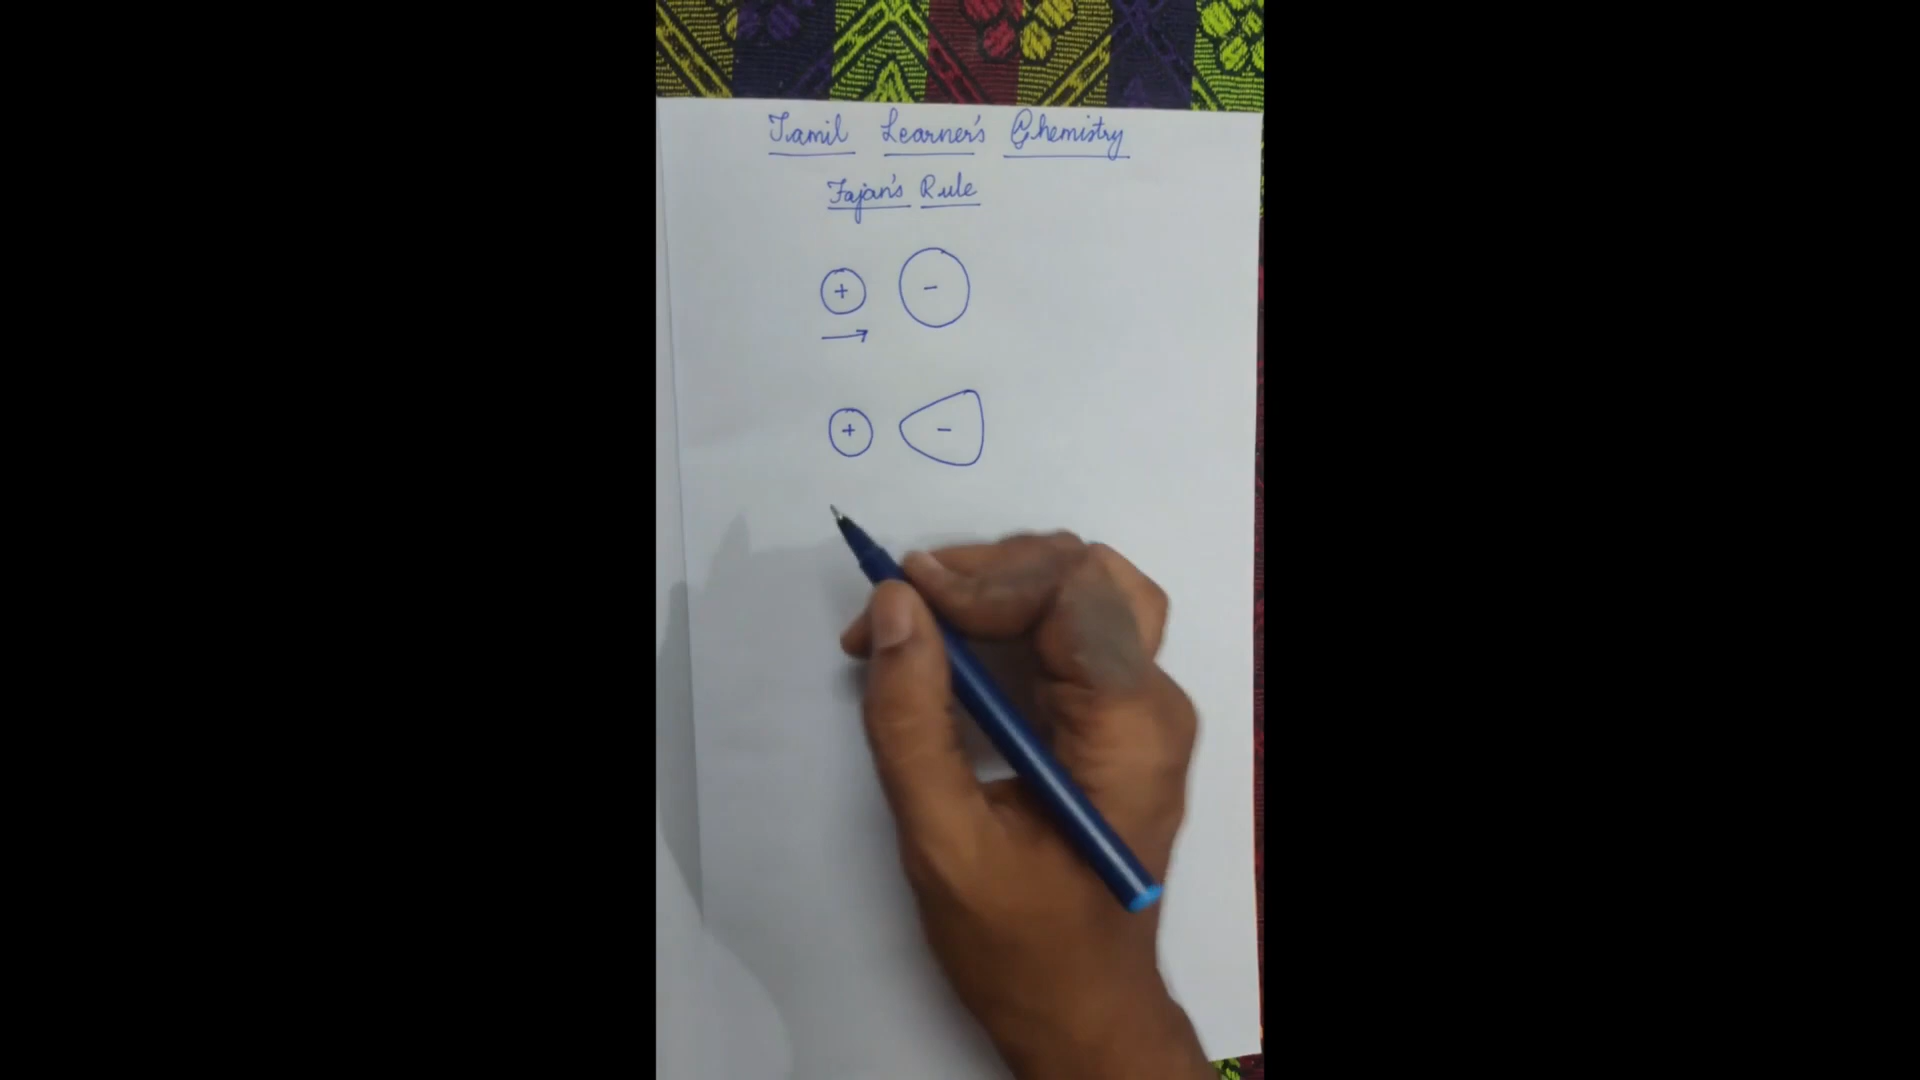 Tamil Learner's Chemistry
Fajan's Rule
+ -
+ -